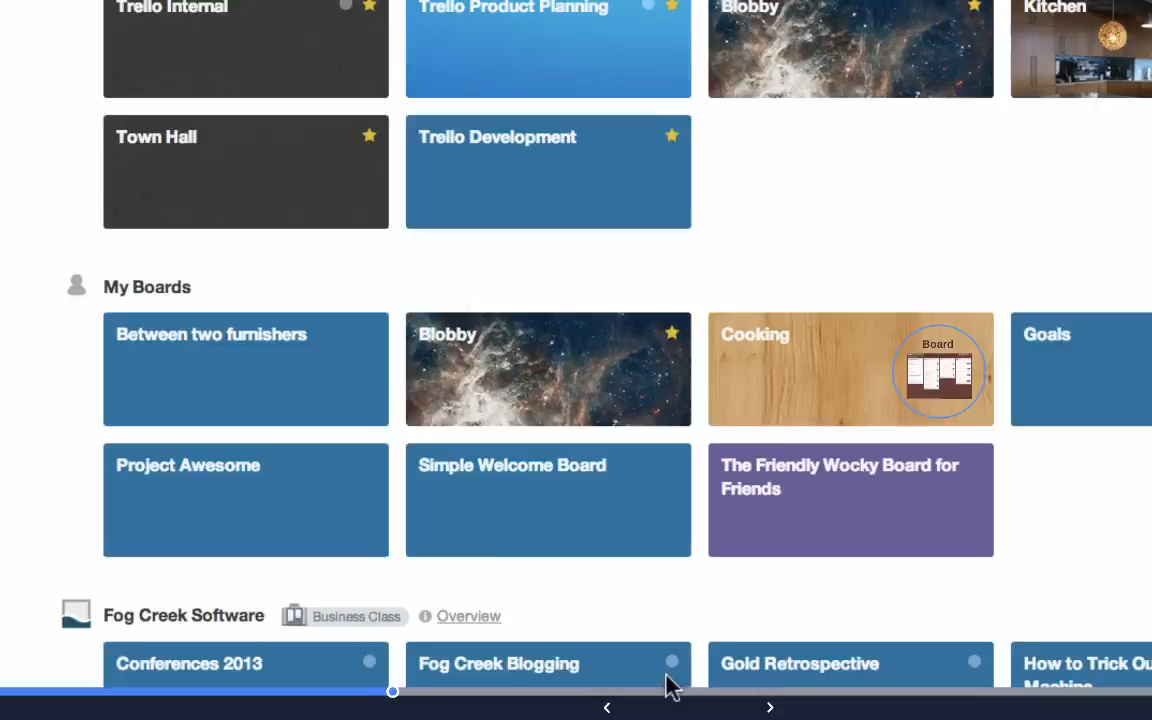 Trello Internal
Trello Product Planning
Blobby
Kitchen
Town Hall
Trello Development
My Boards
Between two furnishers
Blobby
Cooking
Board
Goals
Project Awesome
Simple Welcome Board
The Friendly Wocky Board for
Friends
Fog Creek Software
Business Class
Overview
Conferences 2013
Fog Creek Blogging
Gold Retrospective
How to Trick Ou
Machine